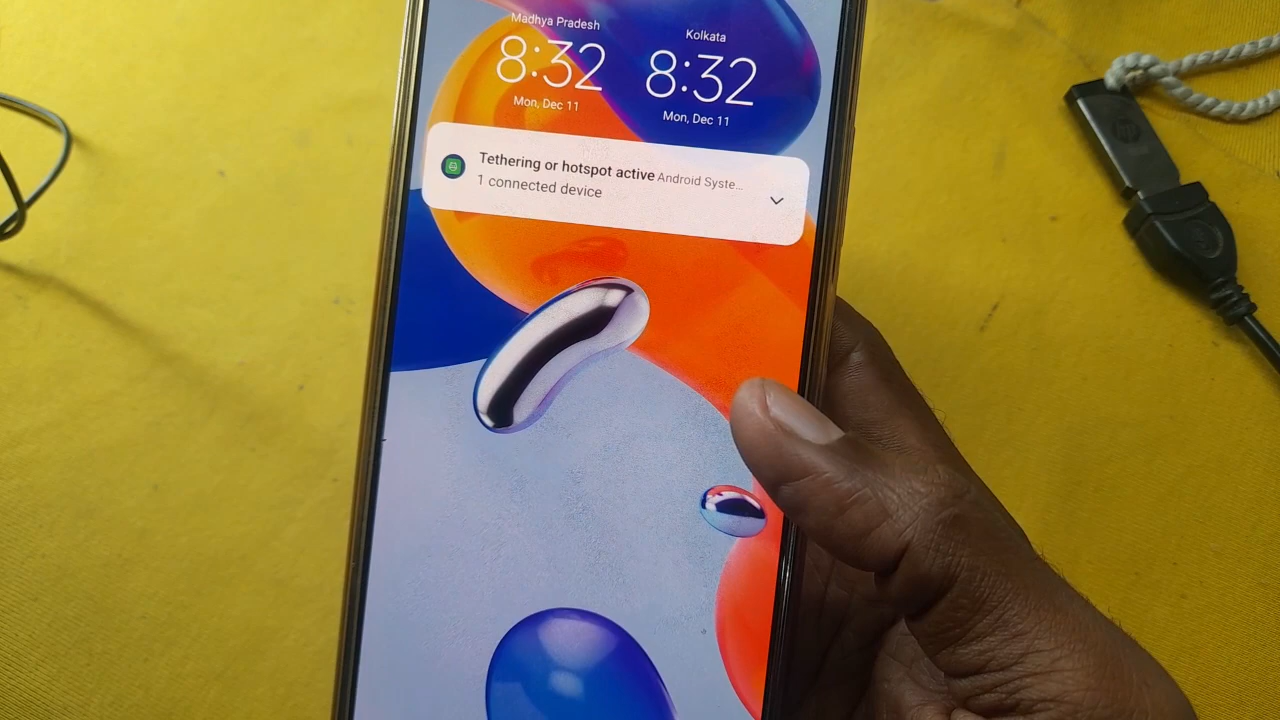 Madhya Pradesh
8:32
Mon, Dec 11
Kolkata
8:32
Mon, Dec 11
Tethering or hotspot active Android Syste...
1 connected device